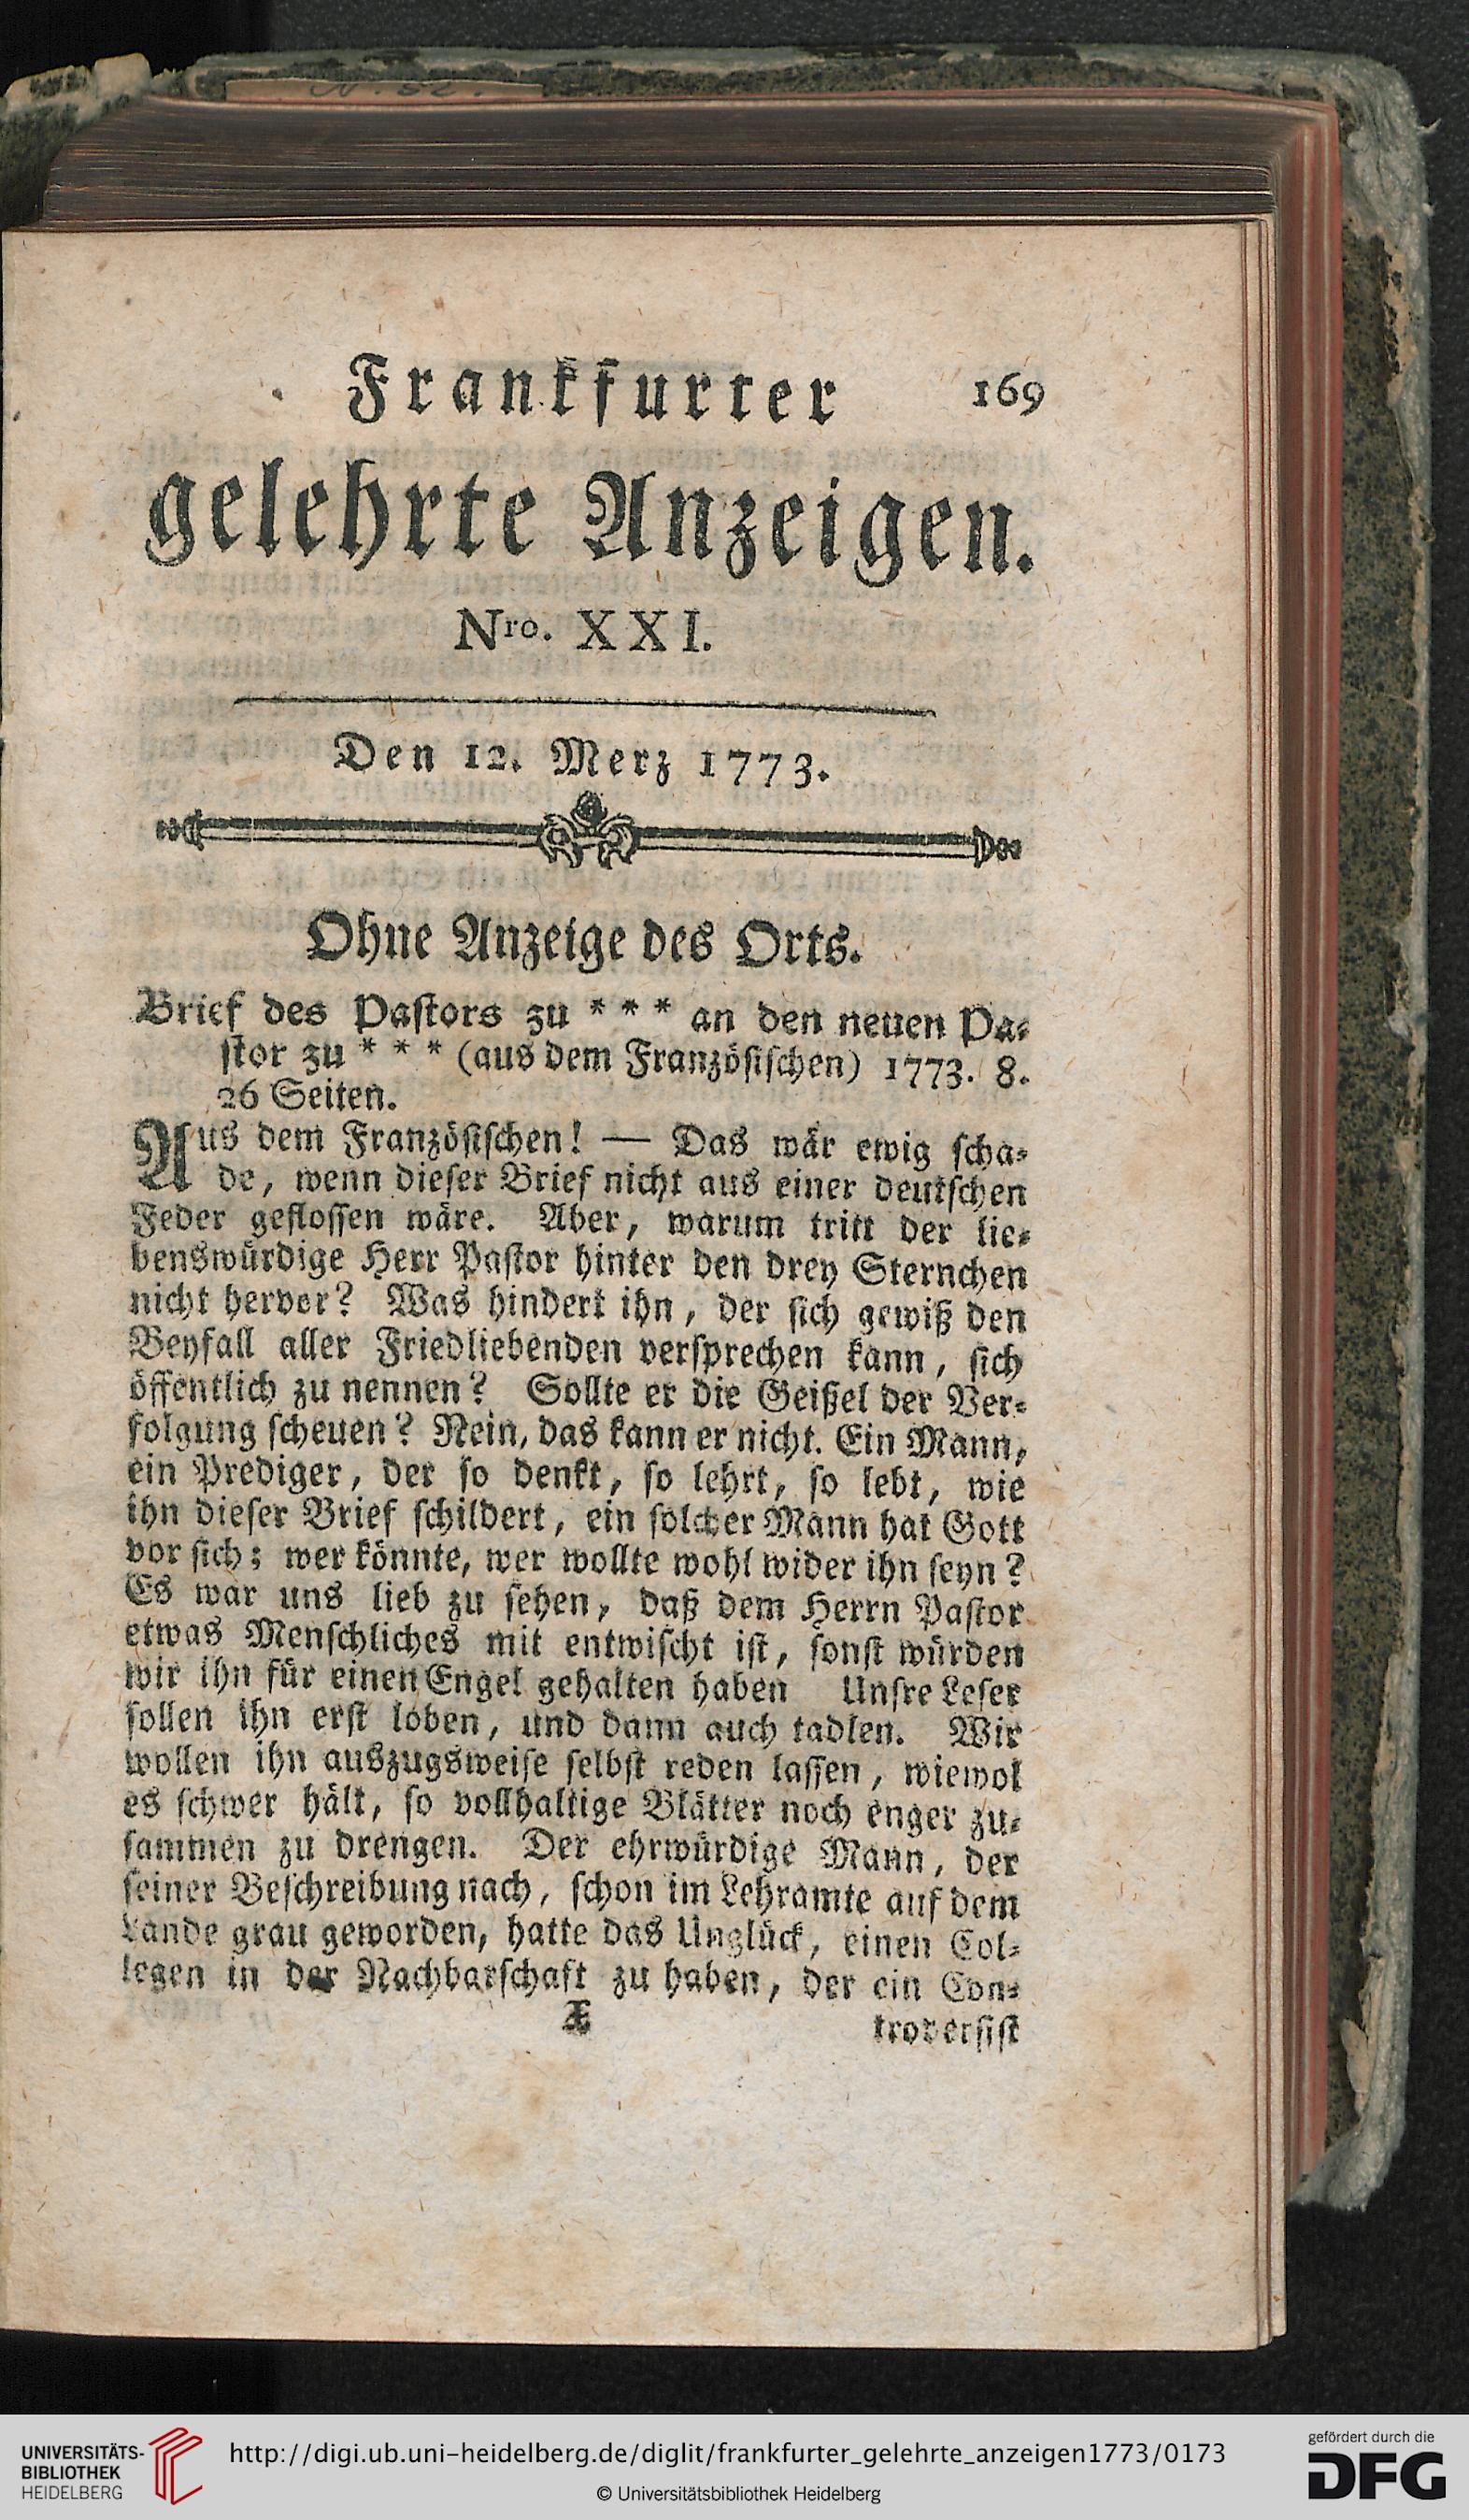 N. 52.
Frankfurter 169
gelehrte Anzeigen.
Nro. XXI.
Den 12. Merz 1773.
Ohne Anzeige des Orts.
Brief des Pastors zu * * * an den neuen Pa-
stor zu * * * (aus dem Französischen) 1773. 8.
26 Seiten.
Aus dem Französischen! — Das wär ewig scha-
de, wenn dieser Brief nicht aus einer deutschen
Feder geflossen wäre. Aber, warum tritt der lie-
benswürdige Herr Pastor hinter den drey Sternchen
nicht hervor? Was hindert ihn, der sich gewiß den
Beyfall aller Friedliebenden versprechen kann, sich
öffentlich zu nennen? Sollte er die Geißel der Ver-
folgung scheuen? Nein, das kann er nicht. Ein Mann,
ein Prediger, der so denkt, so lehrt, so lebt, wie
ihn dieser Brief schildert, ein solcher Mann hat Gott
vor sich; wer könnte, wer wollte wohl wider ihn seyn?
Es war uns lieb zu sehen, daß dem Herrn Pastor
etwas Menschliches mit entwischt ist, sonst würden
wir ihn für einen Engel gehalten haben Unsre Leser
sollen ihn erst loben, und dann auch tadlen. Wir
wollen ihn auszugsweise selbst reden lassen, wiewol
es schwer hält, so vollhaltige Blätter noch enger zu-
sammen zu drengen. Der ehrwürdige Mann, der
seiner Beschreibung nach, schon im Lehramte auf dem
Lande grau geworden, hatte das Unglück, einen Col-
legen in der Nachbarschaft zu haben, der ein Con-
X troversist
UNIVERSITÄTS-
BIBLIOTHEK
HEIDELBERG
http://digi.ub.uni-heidelberg.de/diglit/frankfurter_gelehrte_anzeigen1773/0173
© Universitätsbibliothek Heidelberg
gefördert durch die
DFG